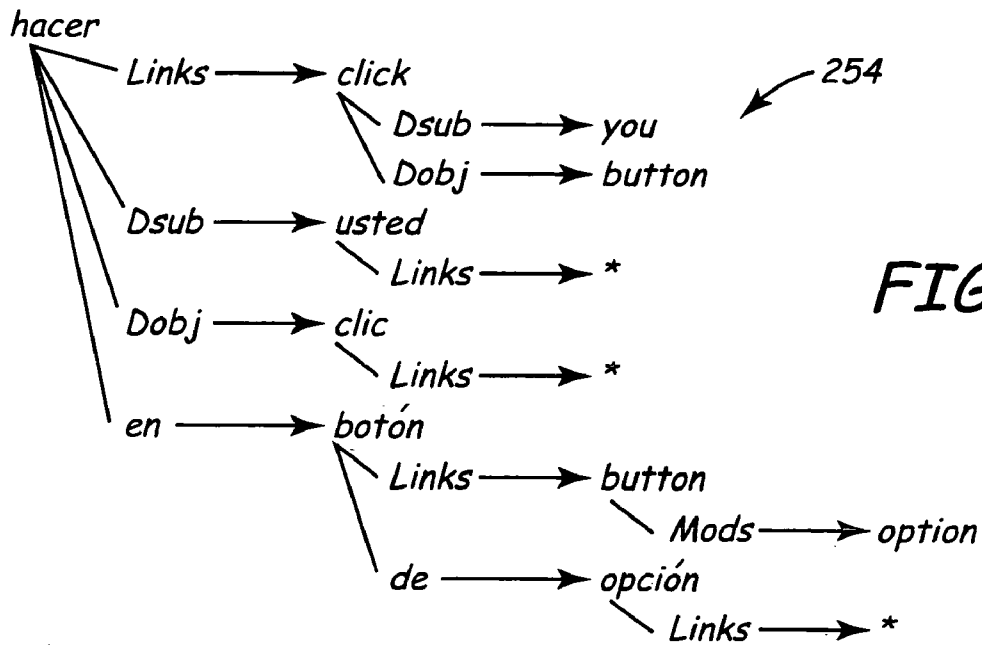 hacer
Links click
254
Dsub you
Dobj button
Dsub usted
Links *
FIG
Dobj clic
Links *
en botón
Links button
Mods option
de opción
Links *